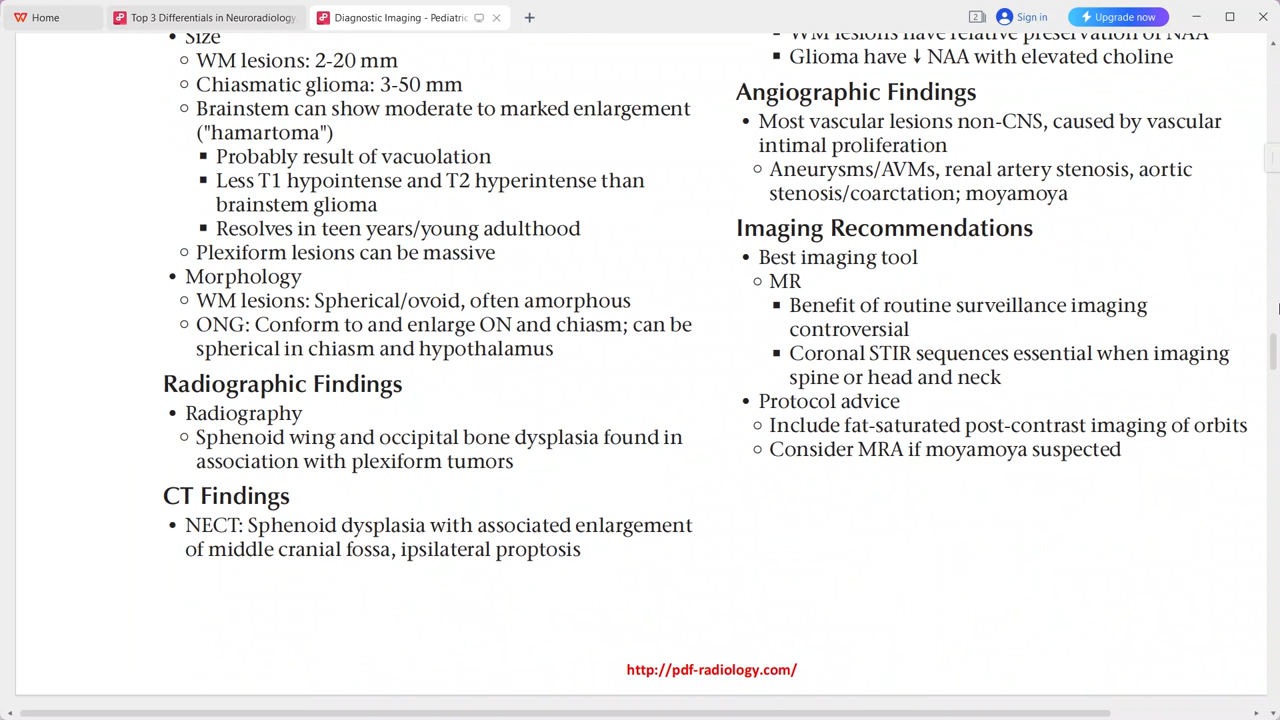 Home
Top 3 Differentials in Neuroradiology.
Diagnostic Imaging - Pediatric
2
Sign in
Upgrade now
• Size
○ WM lesions: 2-20 mm
○ Chiasmatic glioma: 3-50 mm
○ Brainstem can show moderate to marked enlargement
("hamartoma")
▪ Probably result of vacuolation
▪ Less T1 hypointense and T2 hyperintense than
brainstem glioma
▪ Resolves in teen years/young adulthood
○ Plexiform lesions can be massive
• Morphology
○ WM lesions: Spherical/ovoid, often amorphous
○ ONG: Conform to and enlarge ON and chiasm; can be
spherical in chiasm and hypothalamus
Radiographic Findings
• Radiography
○ Sphenoid wing and occipital bone dysplasia found in
association with plexiform tumors
CT Findings
• NECT: Sphenoid dysplasia with associated enlargement
of middle cranial fossa, ipsilateral proptosis
▪ WM lesions have relative preservation of NAA
▪ Glioma have ↓ NAA with elevated choline
Angiographic Findings
• Most vascular lesions non-CNS, caused by vascular
intimal proliferation
○ Aneurysms/AVMs, renal artery stenosis, aortic
stenosis/coarctation; moyamoya
Imaging Recommendations
• Best imaging tool
○ MR
▪ Benefit of routine surveillance imaging
controversial
▪ Coronal STIR sequences essential when imaging
spine or head and neck
• Protocol advice
○ Include fat-saturated post-contrast imaging of orbits
○ Consider MRA if moyamoya suspected
http://pdf-radiology.com/